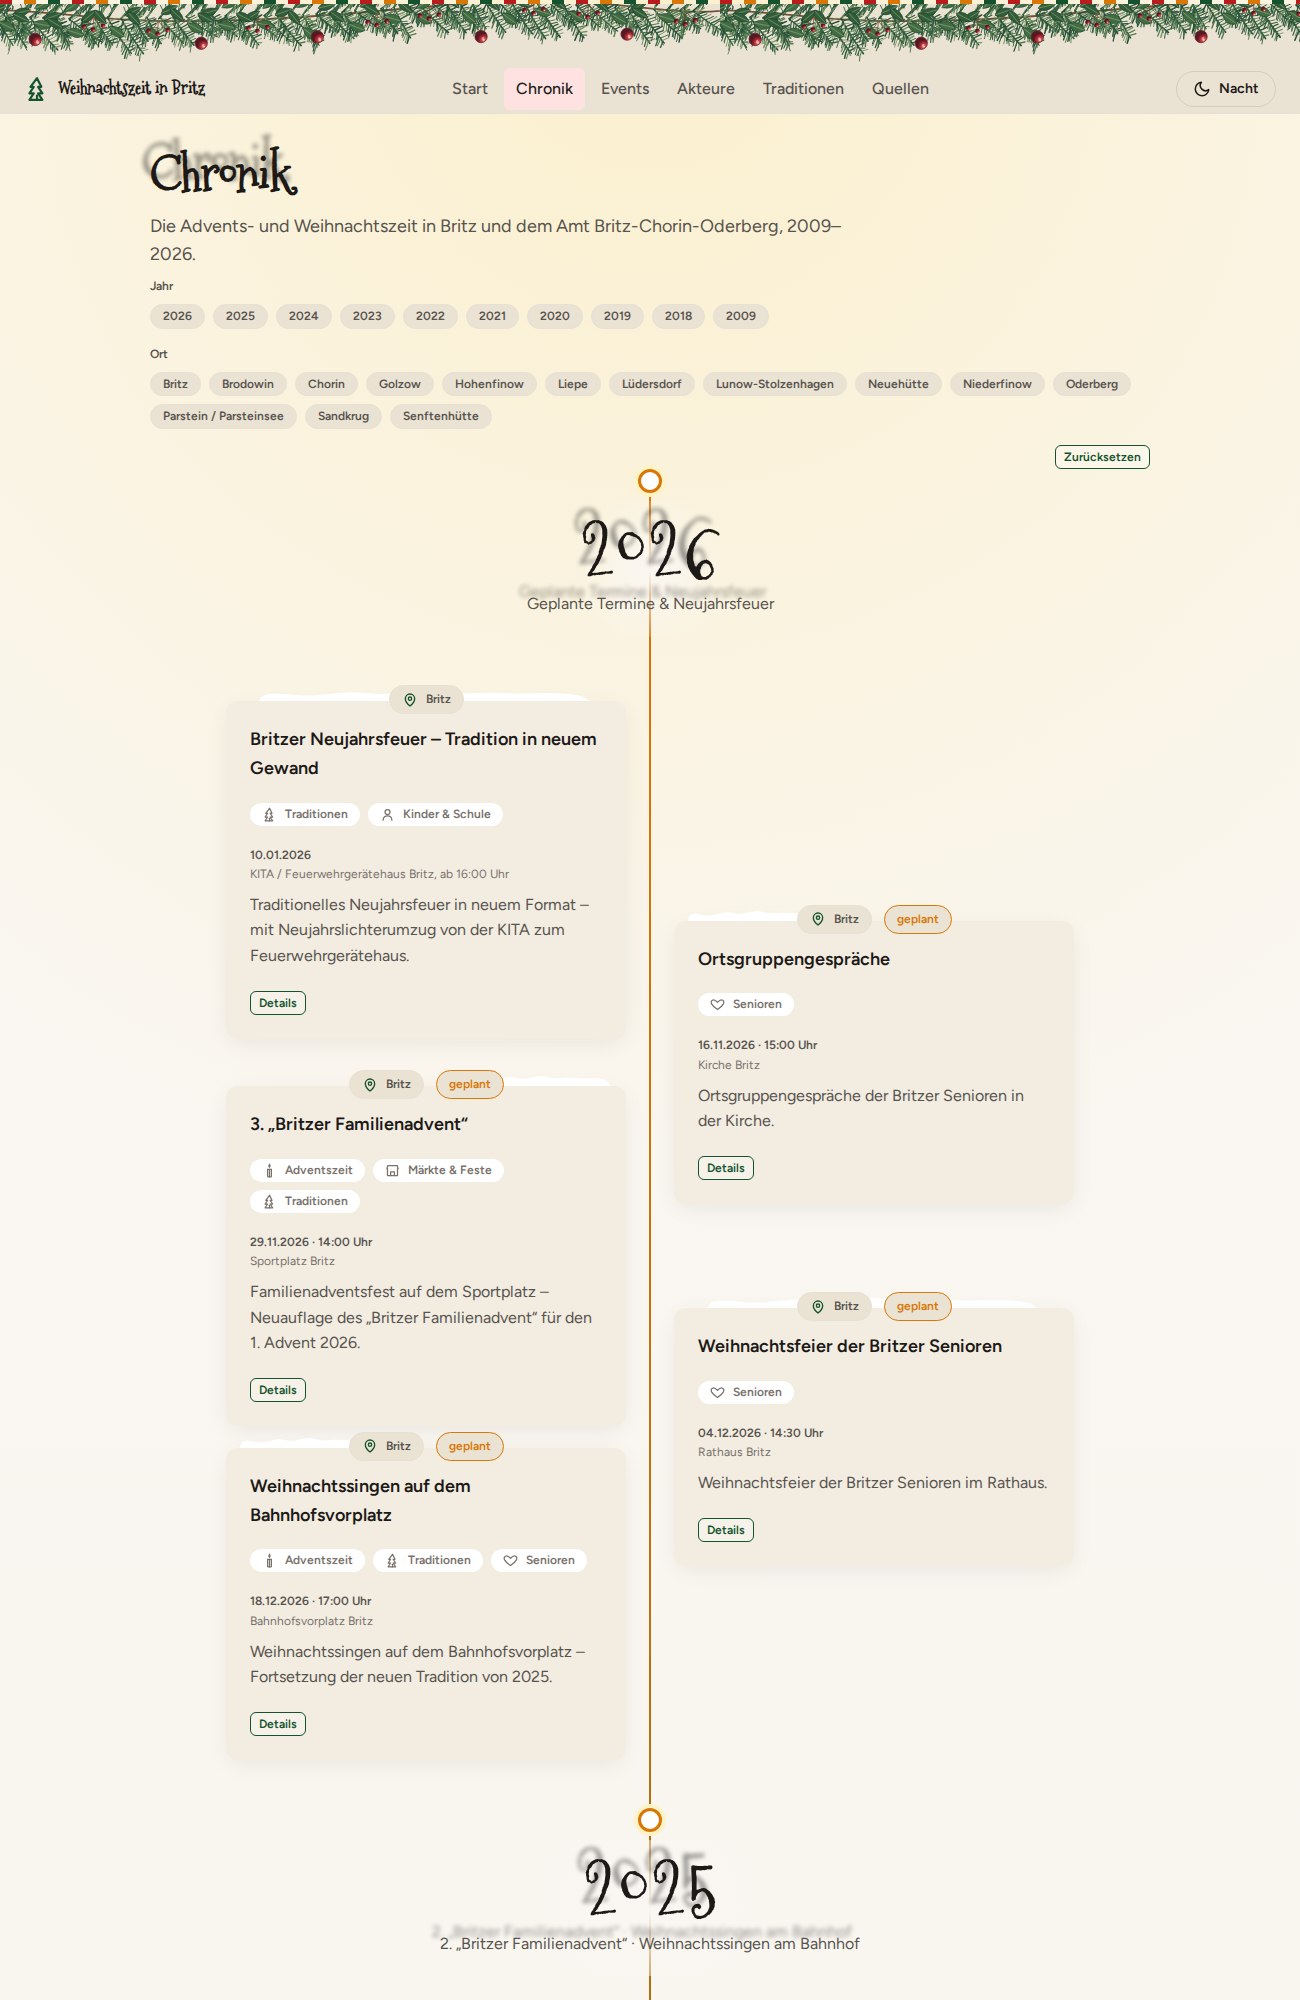 Weihnachtszeit in Britz
Start Chronik Events Akteure Traditionen Quellen
Nacht
Chronik
Die Advents- und Weihnachtszeit in Britz und dem Amt Britz-Chorin-Oderberg, 2009–
2026.
Jahr
2026 2025 2024 2023 2022 2021 2020 2019 2018 2009
Ort
Britz Brodowin Chorin Golzow Hohenfinow Liepe Lüdersdorf Lunow-Stolzenhagen Neuehütte Niederfinow Oderberg
Parstein / Parsteinsee Sandkrug Senftenhütte
Zurücksetzen
2026
Geplante Termine & Neujahrsfeuer
Britz
Britzer Neujahrsfeuer – Tradition in neuem
Gewand
Traditionen Kinder & Schule
10.01.2026
KITA / Feuerwehrgerätehaus Britz, ab 16:00 Uhr
Traditionelles Neujahrsfeuer in neuem Format –
mit Neujahrslichterumzug von der KITA zum
Feuerwehrgerätehaus.
Details
Britz geplant
Ortsgruppengespräche
Senioren
16.11.2026 · 15:00 Uhr
Kirche Britz
Ortsgruppengespräche der Britzer Senioren in
der Kirche.
Details
Britz geplant
3. „Britzer Familienadvent“
Adventszeit Märkte & Feste
Traditionen
29.11.2026 · 14:00 Uhr
Sportplatz Britz
Familienadventsfest auf dem Sportplatz –
Neuauflage des „Britzer Familienadvent“ für den
1. Advent 2026.
Details
Britz geplant
Weihnachtsfeier der Britzer Senioren
Senioren
04.12.2026 · 14:30 Uhr
Rathaus Britz
Weihnachtsfeier der Britzer Senioren im Rathaus.
Details
Britz geplant
Weihnachtssingen auf dem
Bahnhofsvorplatz
Adventszeit Traditionen Senioren
18.12.2026 · 17:00 Uhr
Bahnhofsvorplatz Britz
Weihnachtssingen auf dem Bahnhofsvorplatz –
Fortsetzung der neuen Tradition von 2025.
Details
2025
2. „Britzer Familienadvent“ · Weihnachtssingen am Bahnhof